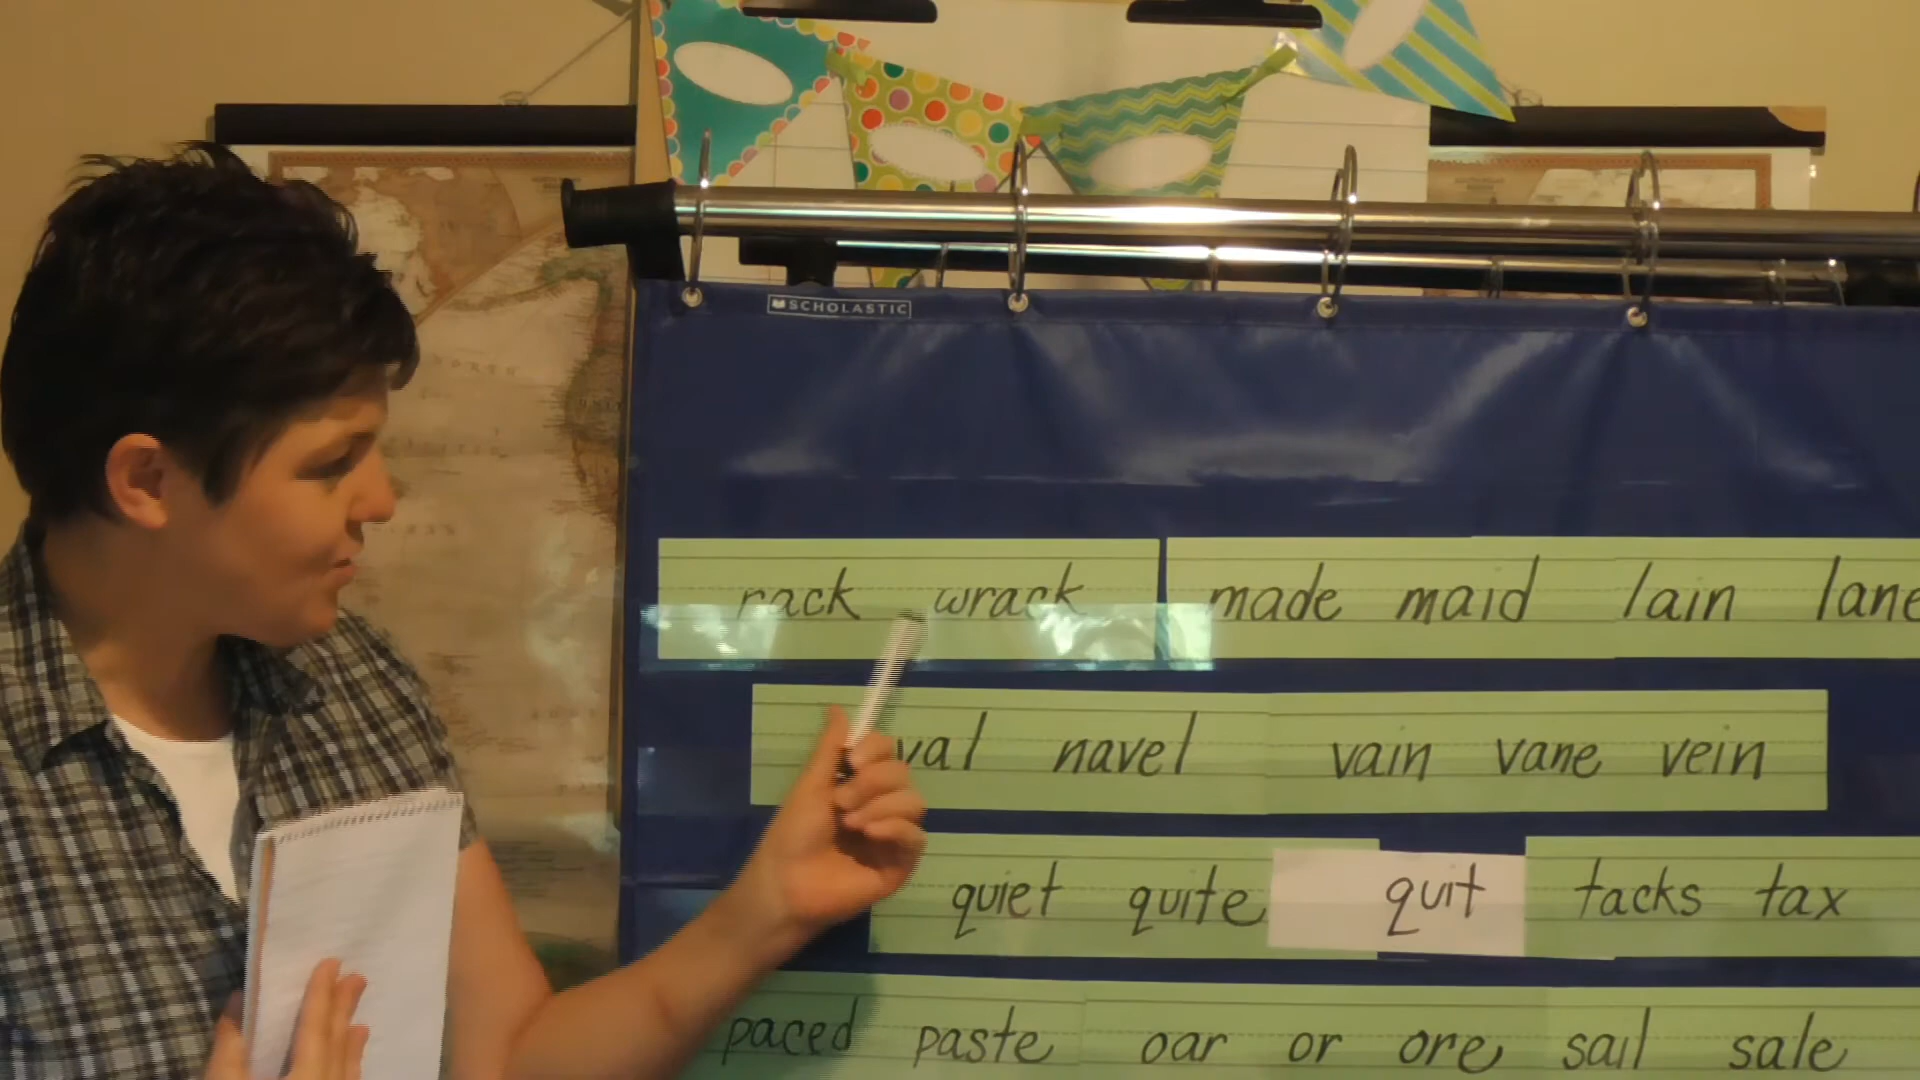 SCHOLASTIC
rack wrack made maid lain lane
val navel vain vane vein
quiet quite quit tacks tax
paced paste oar or ore sail sale